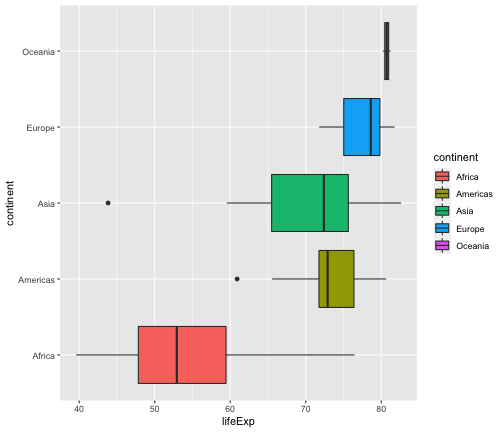 Oceania
Europe
Asia
Americas
Africa
continent
40 50 60 70 80
lifeExp
continent
Africa
Americas
Asia
Europe
Oceania